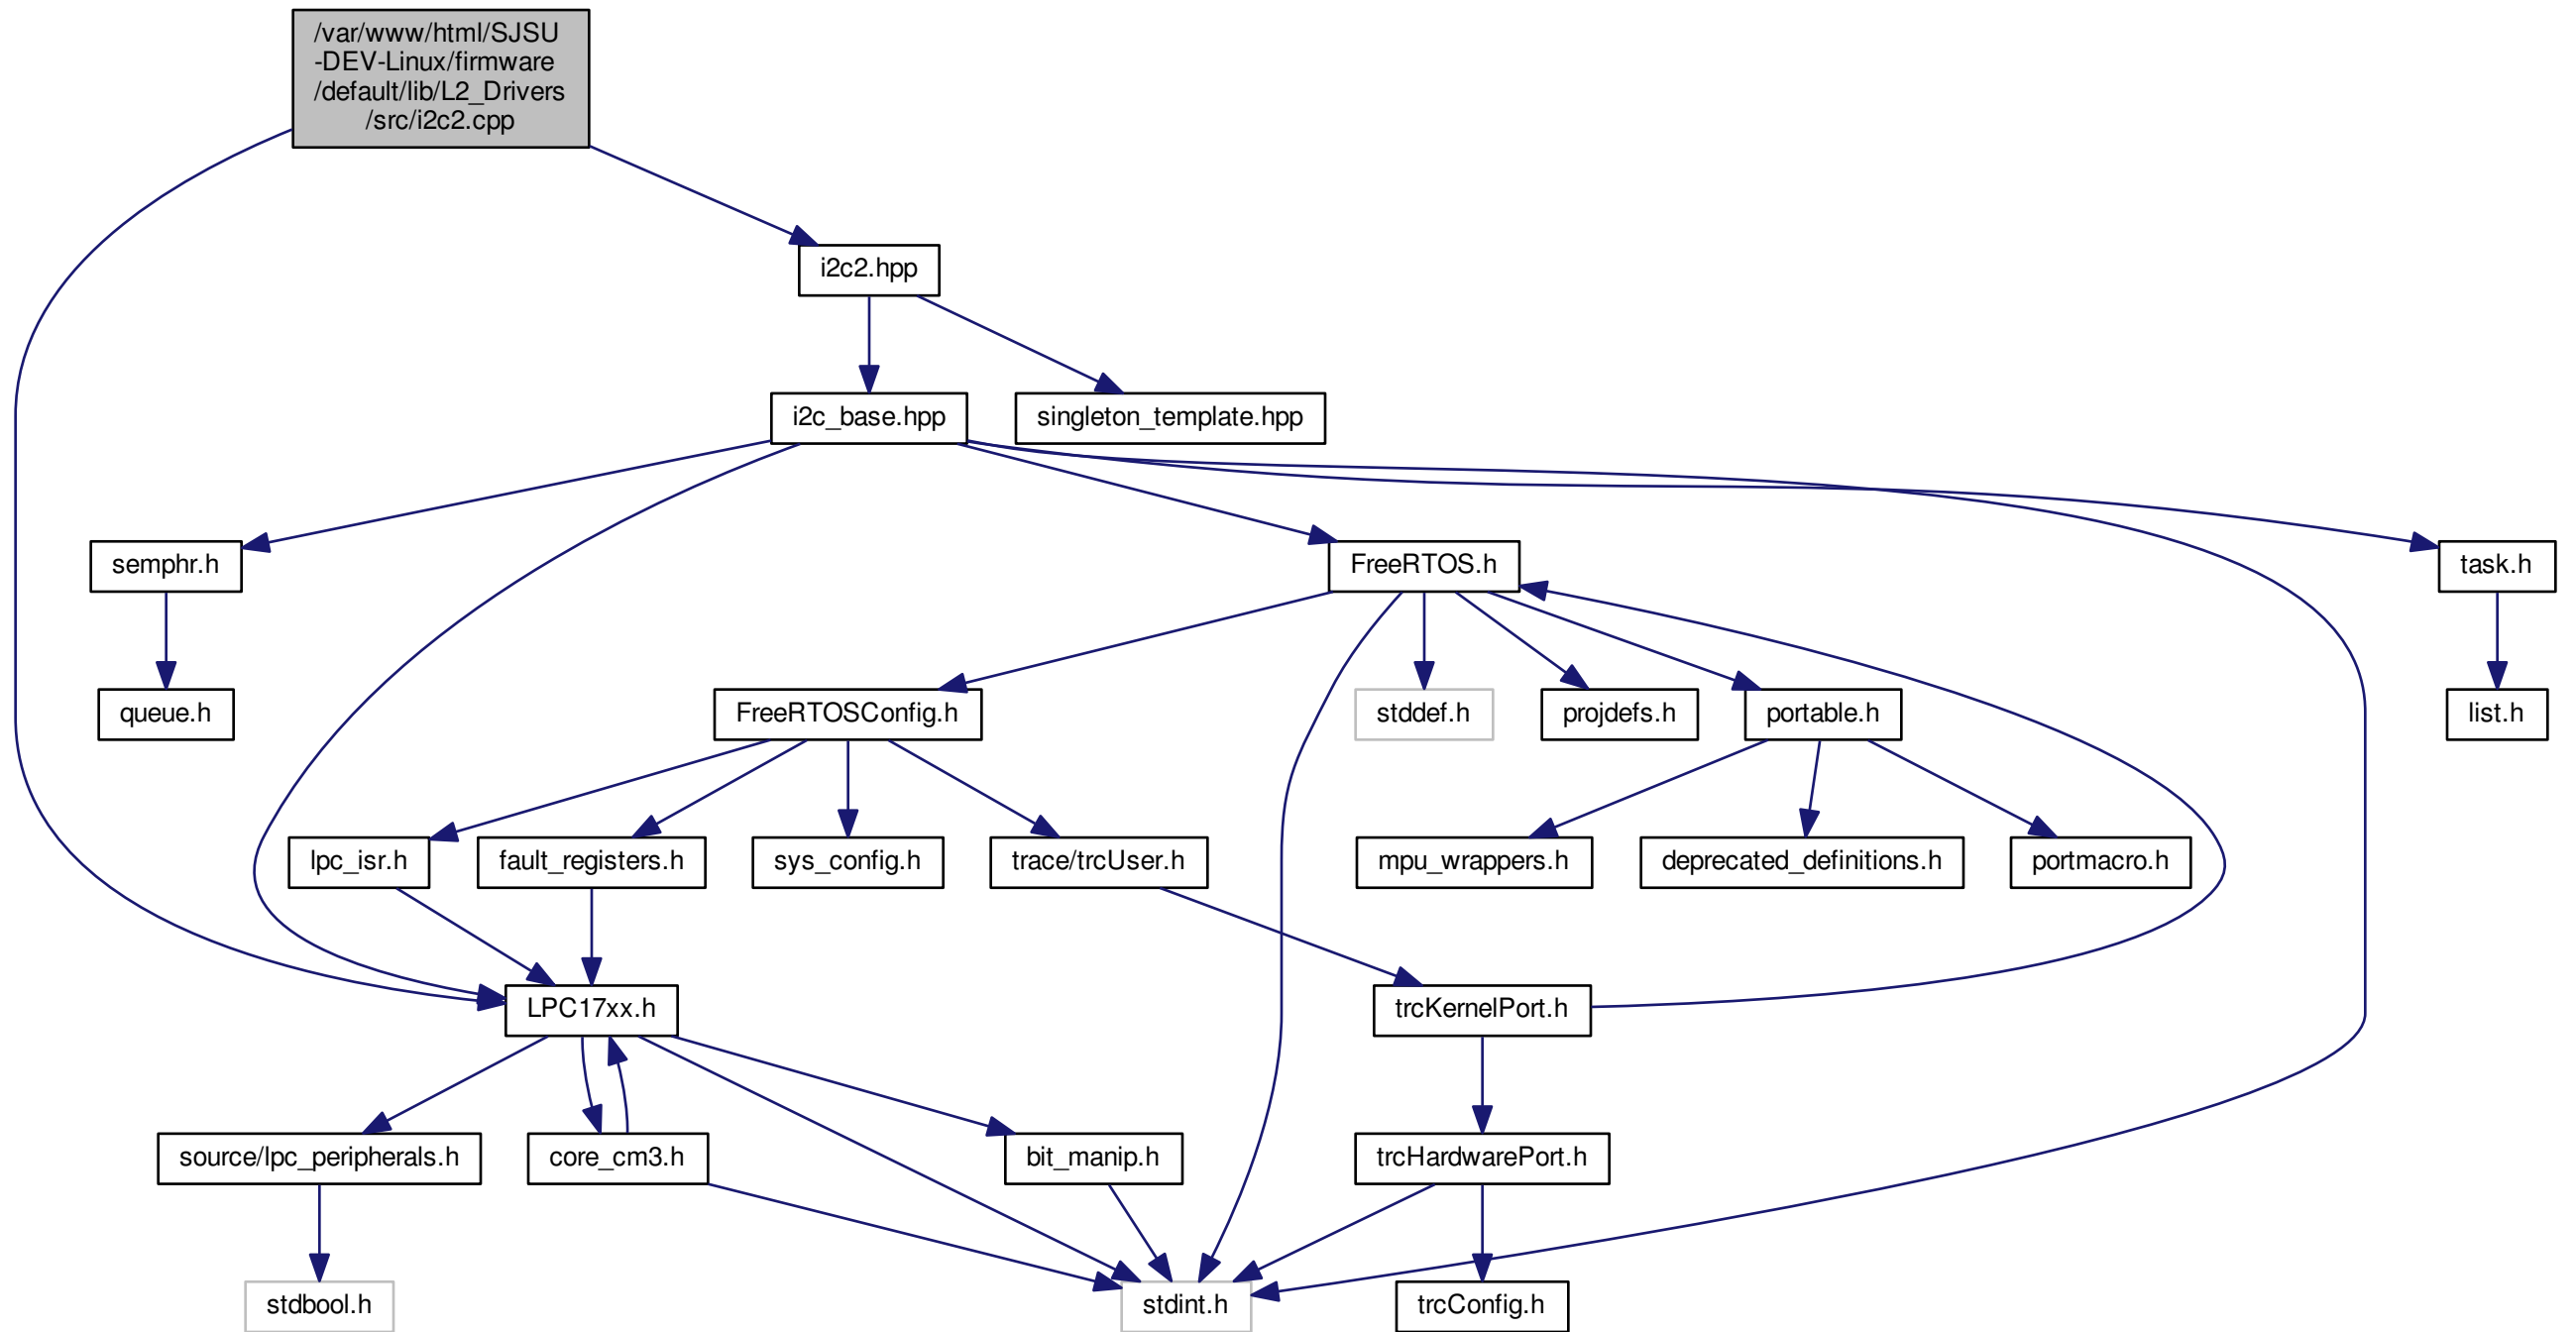 /var/www/html/SJSU
-DEV-Linux/firmware
/default/lib/L2_Drivers
/src/i2c2.cpp
i2c2.hpp
i2c_base.hpp
singleton_template.hpp
semphr.h
FreeRTOS.h
task.h
queue.h
FreeRTOSConfig.h
stddef.h
projdefs.h
portable.h
list.h
lpc_isr.h
fault_registers.h
sys_config.h
trace/trcUser.h
mpu_wrappers.h
deprecated_definitions.h
portmacro.h
LPC17xx.h
trcKernelPort.h
source/lpc_peripherals.h
core_cm3.h
bit_manip.h
trcHardwarePort.h
stdbool.h
stdint.h
trcConfig.h